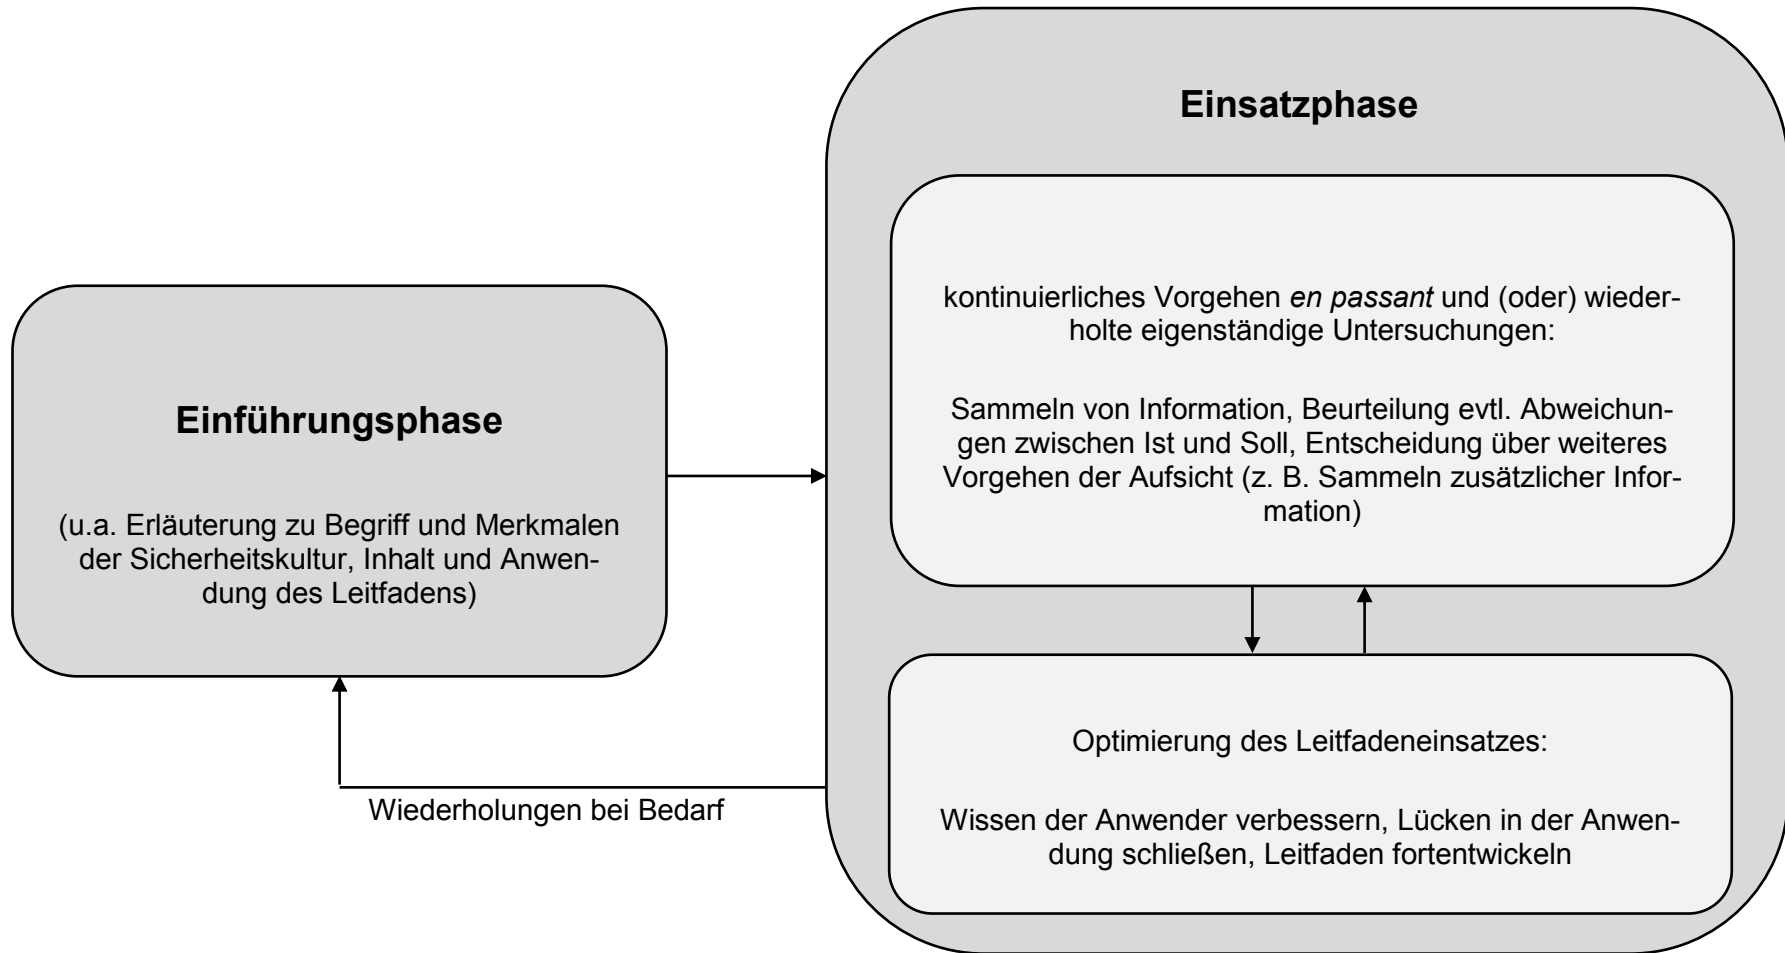 Einsatzphase
kontinuierliches Vorgehen en passant und (oder) wieder-
holte eigenständige Untersuchungen:
Sammeln von Information, Beurteilung evtl. Abweichun-
gen zwischen Ist und Soll, Entscheidung über weiteres
Vorgehen der Aufsicht (z. B. Sammeln zusätzlicher Infor-
mation)
Einführungsphase
(u.a. Erläuterung zu Begriff und Merkmalen
der Sicherheitskultur, Inhalt und Anwen-
dung des Leitfadens)
Optimierung des Leitfadeneinsatzes:
Wissen der Anwender verbessern, Lücken in der Anwen-
dung schließen, Leitfaden fortentwickeln
Wiederholungen bei Bedarf